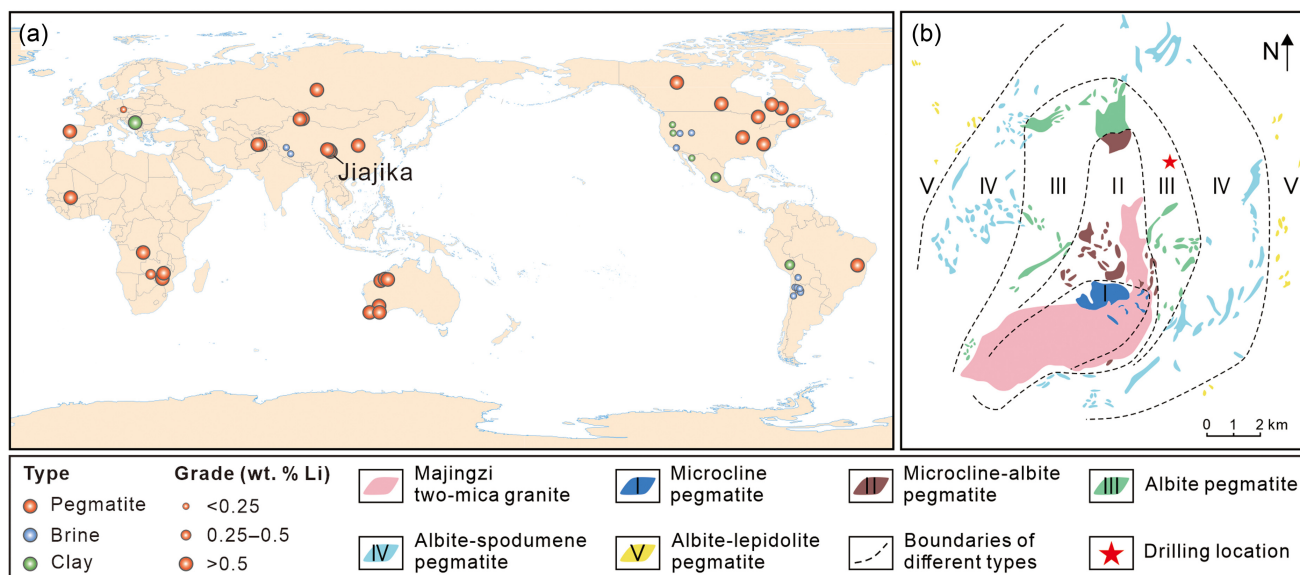 (a)
Jiajika
(b)
N
V
IV
III
II
III
IV
V
I
0 1 2 km
Type
Pegmatite
Brine
Clay
Grade (wt. % Li)
<0.25
0.25–0.5
>0.5
Majingzi
two-mica granite
I
Microcline
pegmatite
II
Microcline-albite
pegmatite
III
Albite pegmatite
IV
Albite-spodumene
pegmatite
V
Albite-lepidolite
pegmatite
Boundaries of
different types
Drilling location